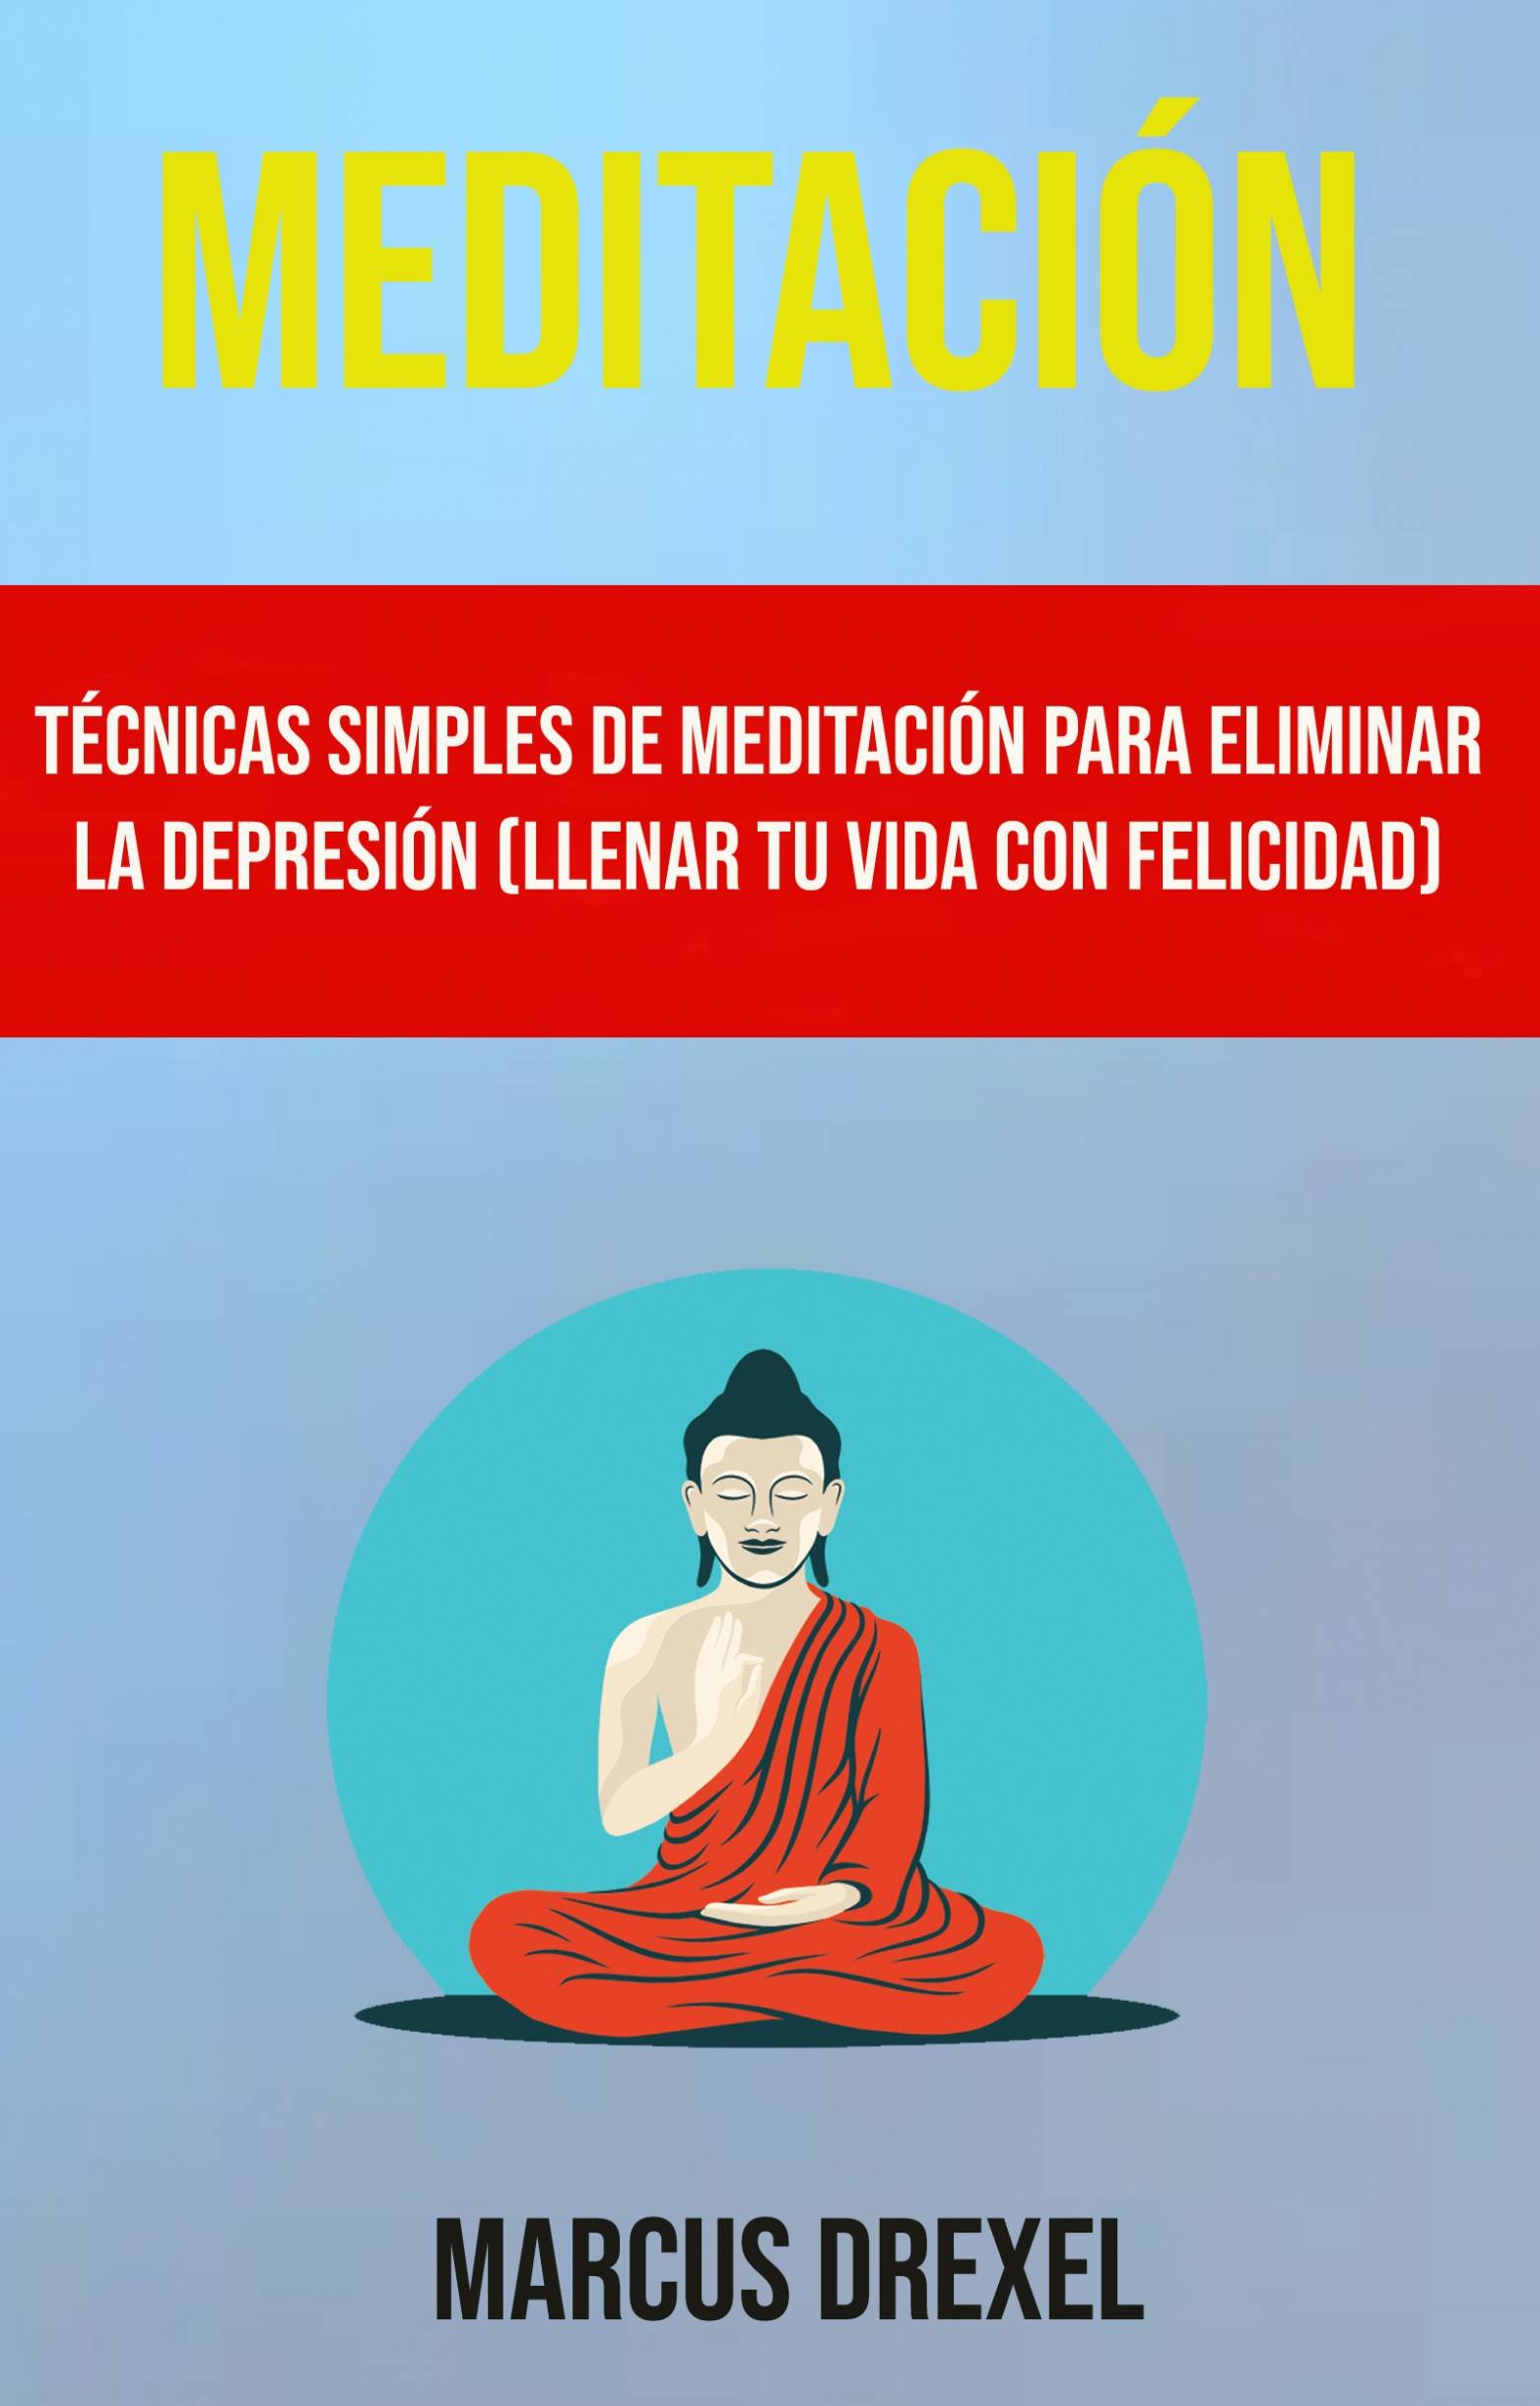 MEDITACIÓN
TÉCNICAS SIMPLES DE MEDITACIÓN PARA ELIMINAR
LA DEPRESIÓN (LLENAR TU VIDA CON FELICIDAD)
MARCUS DREXEL